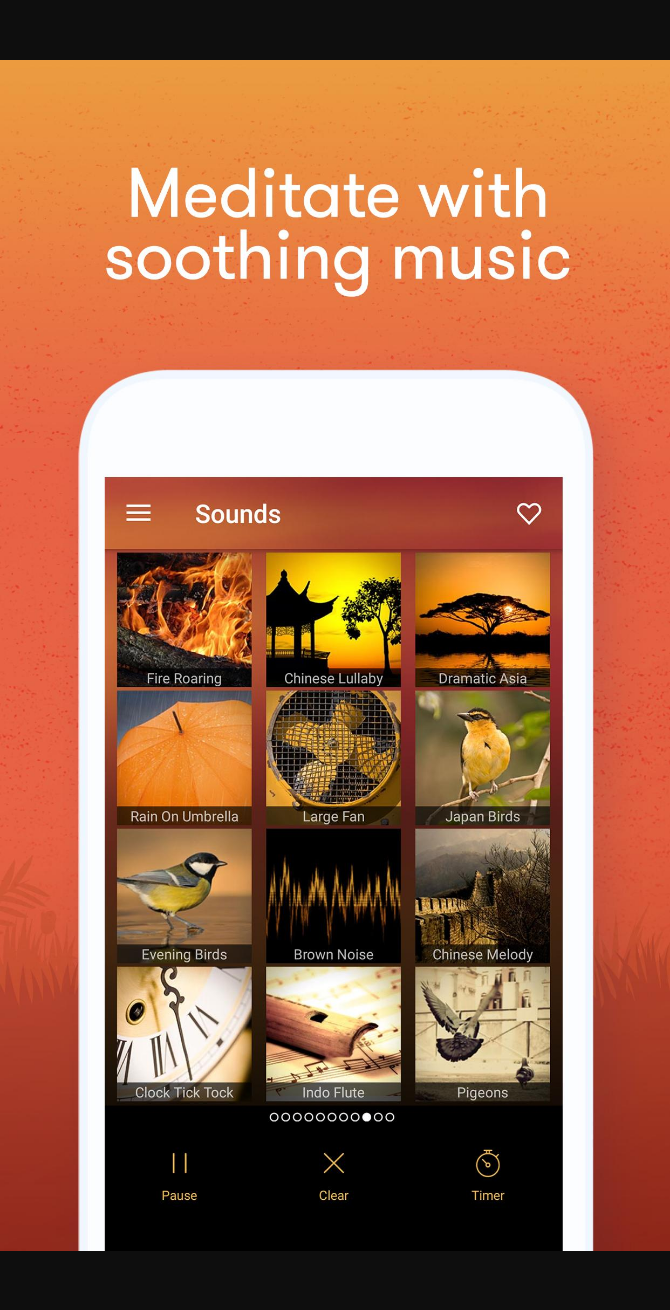 Meditate with
soothing music
Sounds
Fire Roaring
Chinese Lullaby
Dramatic Asia
Rain On Umbrella
Large Fan
Japan Birds
Evening Birds
Brown Noise
Chinese Melody
Clock Tick Tock
Indo Flute
Pigeons
Pause
Clear
Timer